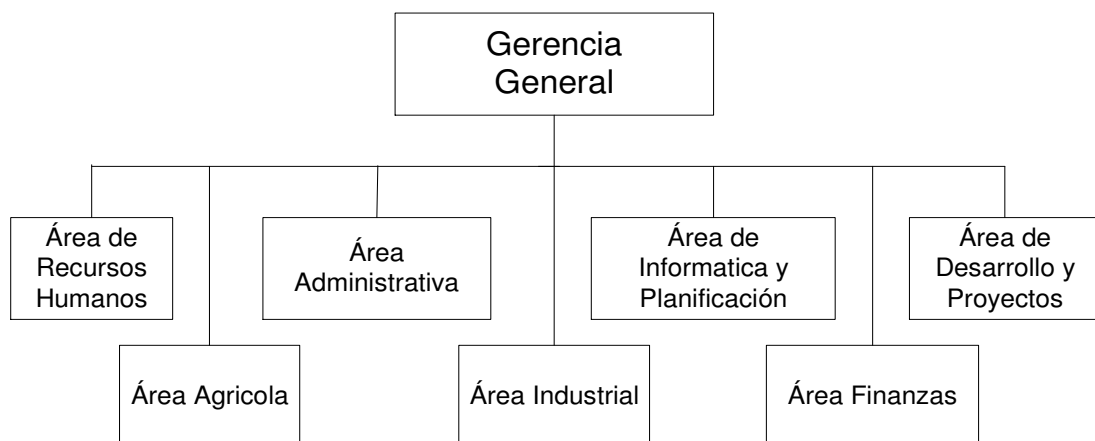 Gerencia
General
Área de
Recursos
Humanos
Área
Administrativa
Área de
Informatica y
Planificación
Área de
Desarrollo y
Proyectos
Área Agricola
Área Industrial
Área Finanzas